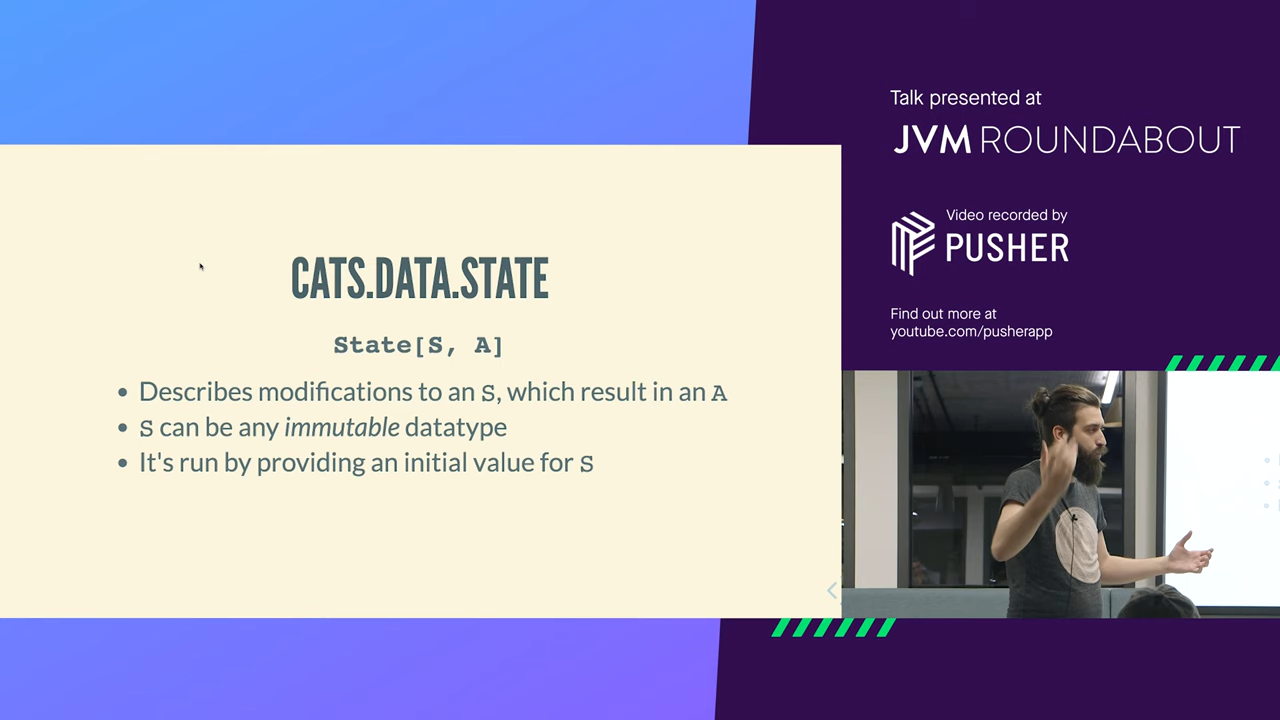 CATS.DATA.STATE
State[S, A]
Describes modifications to an S, which result in an A
S can be any immutable datatype
It's run by providing an initial value for S
Talk presented at
JVM ROUNDABOUT
Video recorded by
PUSHER
Find out more at
youtube.com/pusherapp